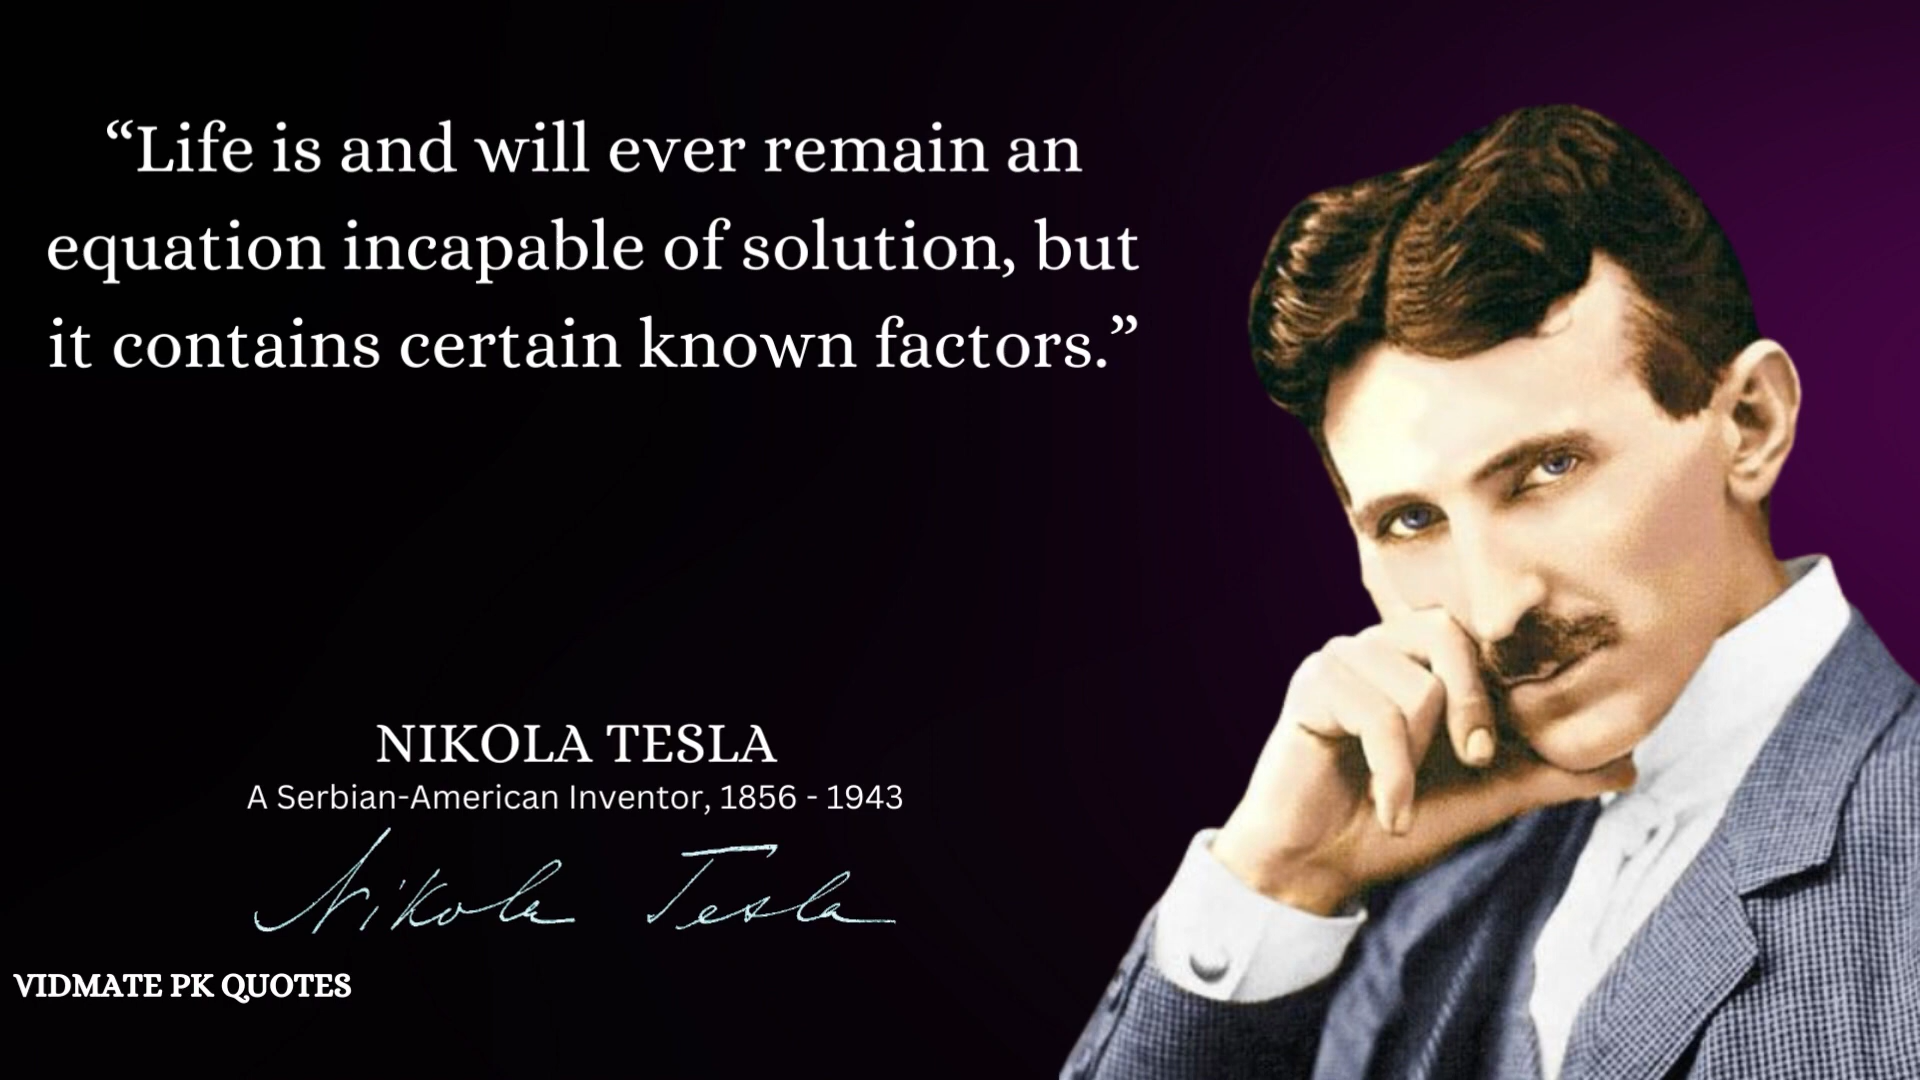 “Life is and will ever remain an
equation incapable of solution, but
it contains certain known factors.”
NIKOLA TESLA
A Serbian-American Inventor, 1856 - 1943
Nikola Tesla
VIDMATE PK QUOTES